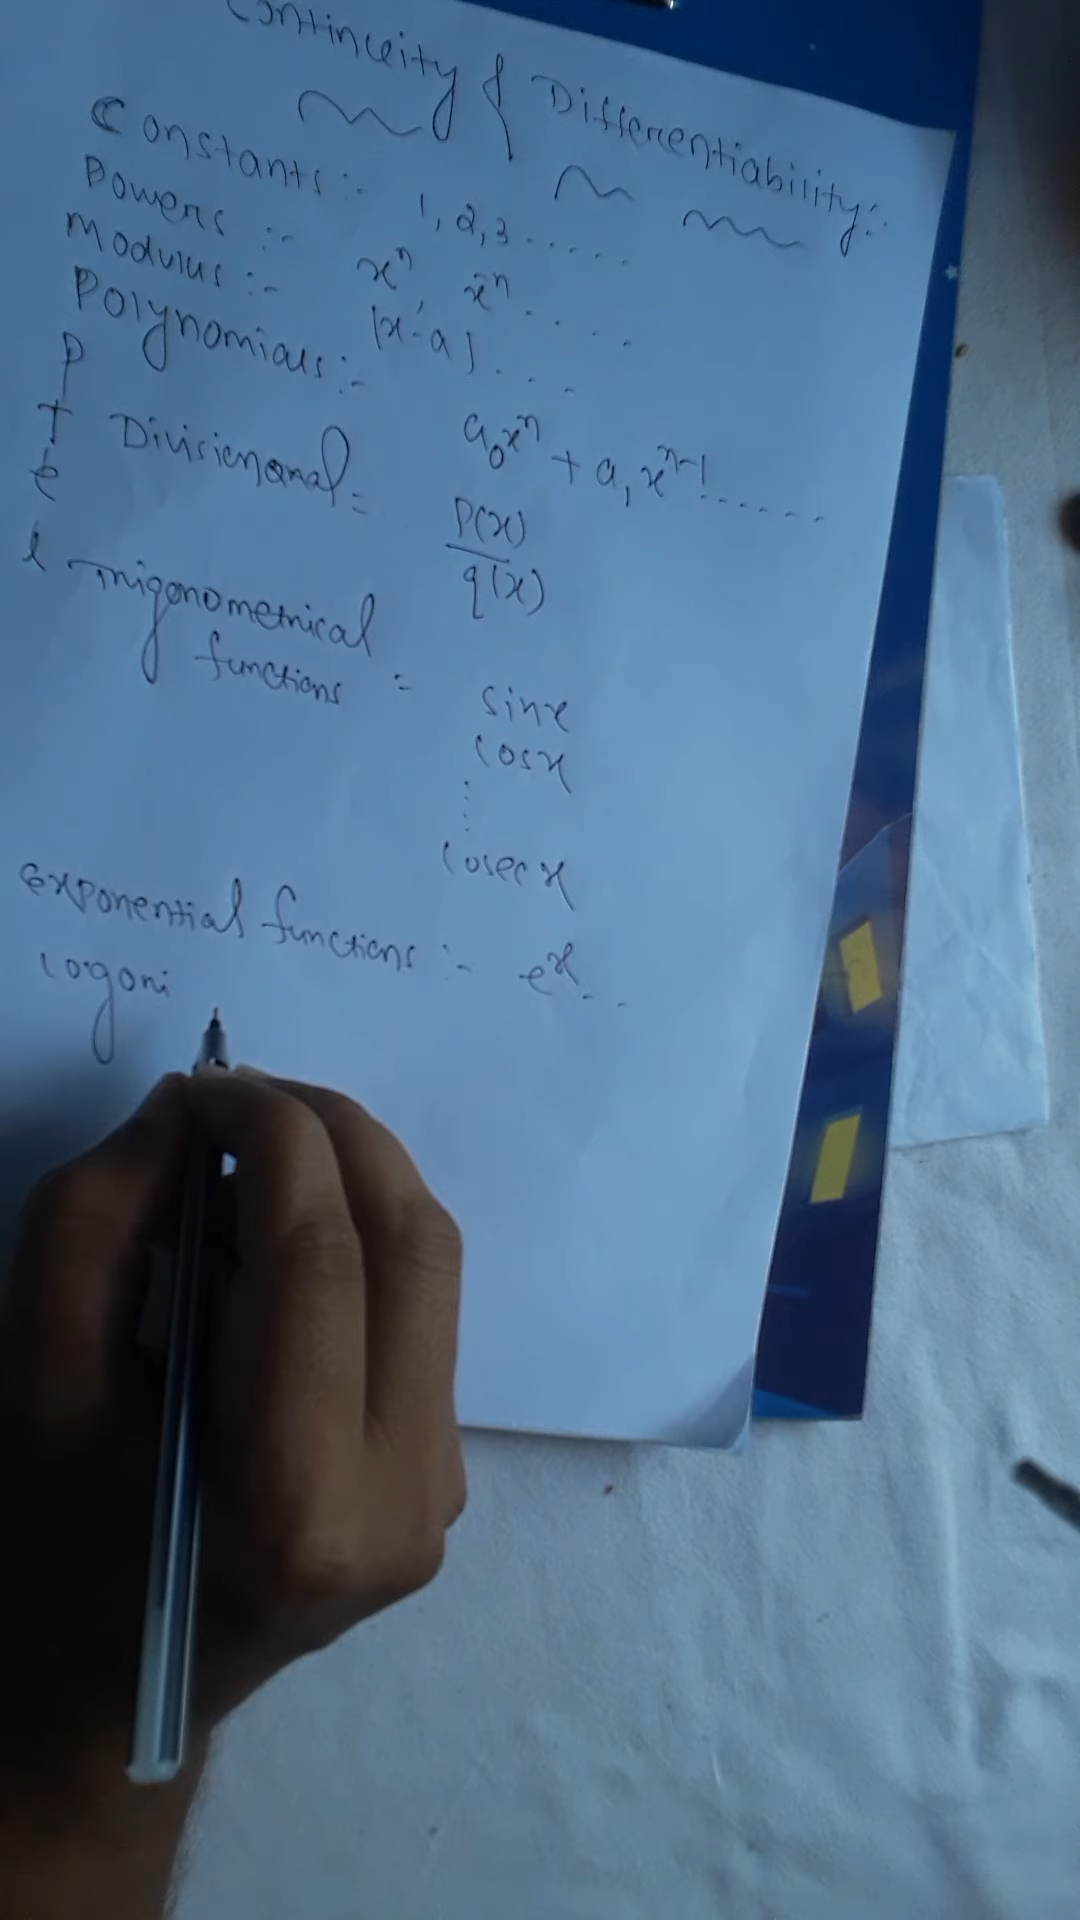 Continuity & Differentiability:-
Constants :- 1, 2, 3 .....
Powers :- xⁿ, x⁻ⁿ ....
Modulus :- |x-a| ....
Polynomials :- a₀xⁿ + a₁xⁿ⁻¹ ......
P
T Divisional = P(x)/q(x)
e
l Trigonometrical functions = sinx
cosx
⋮
cosec x
Exponential functions :- eˣ ..
logari